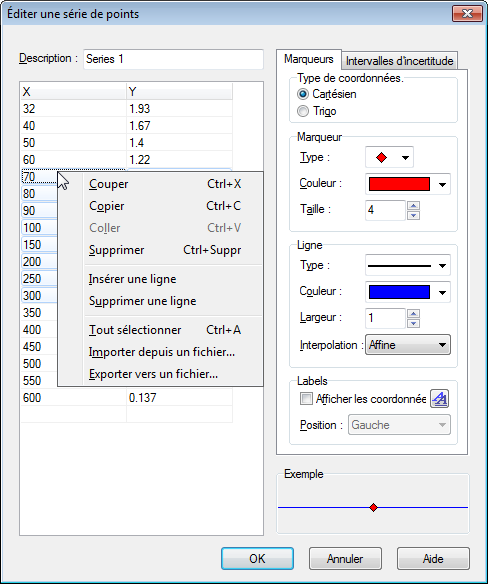 Éditer une série de points
Description : Series 1
X Y
32 1.93
40 1.67
50 1.4
60 1.22
70
80
90
100
150
200
250
300
350
400
450
500
550
600 0.137
Couper Ctrl+X
Copier Ctrl+C
Coller Ctrl+V
Supprimer Ctrl+Suppr
Insérer une ligne
Supprimer une ligne
Tout sélectionner Ctrl+A
Importer depuis un fichier...
Exporter vers un fichier...
Marqueurs Intervalles d'incertitude
Type de coordonnées.
Cartésien
Trigo
Marqueur
Type :
Couleur :
Taille : 4
Ligne
Type :
Couleur :
Largeur : 1
Interpolation : Affine
Labels
Afficher les coordonnée
Position : Gauche
Exemple
OK Annuler Aide